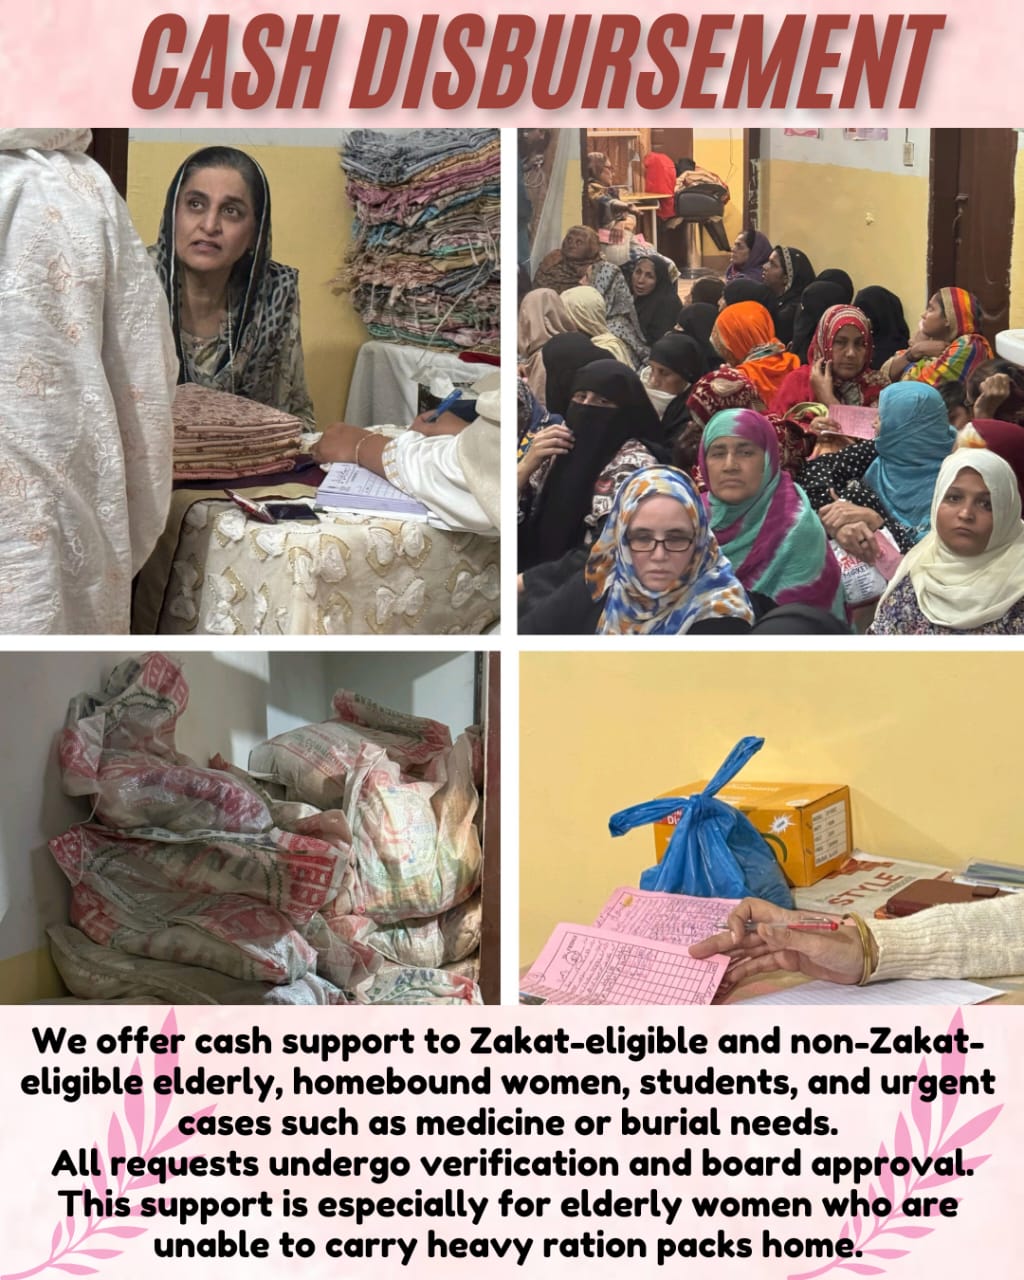 CASH DISBURSEMENT
STYLE
We offer cash support to Zakat-eligible and non-Zakat-
eligible elderly, homebound women, students, and urgent
cases such as medicine or burial needs.
All requests undergo verification and board approval.
This support is especially for elderly women who are
unable to carry heavy ration packs home.